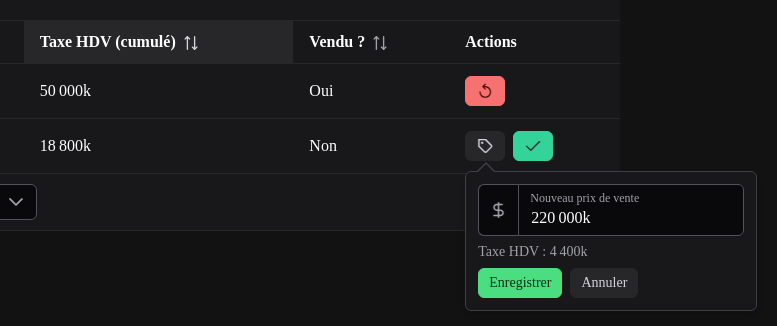 Taxe HDV (cumulé) Vendu ? Actions
50 000k Oui
18 800k Non
Nouveau prix de vente
$ 220 000k
Taxe HDV : 4 400k
Enregistrer Annuler